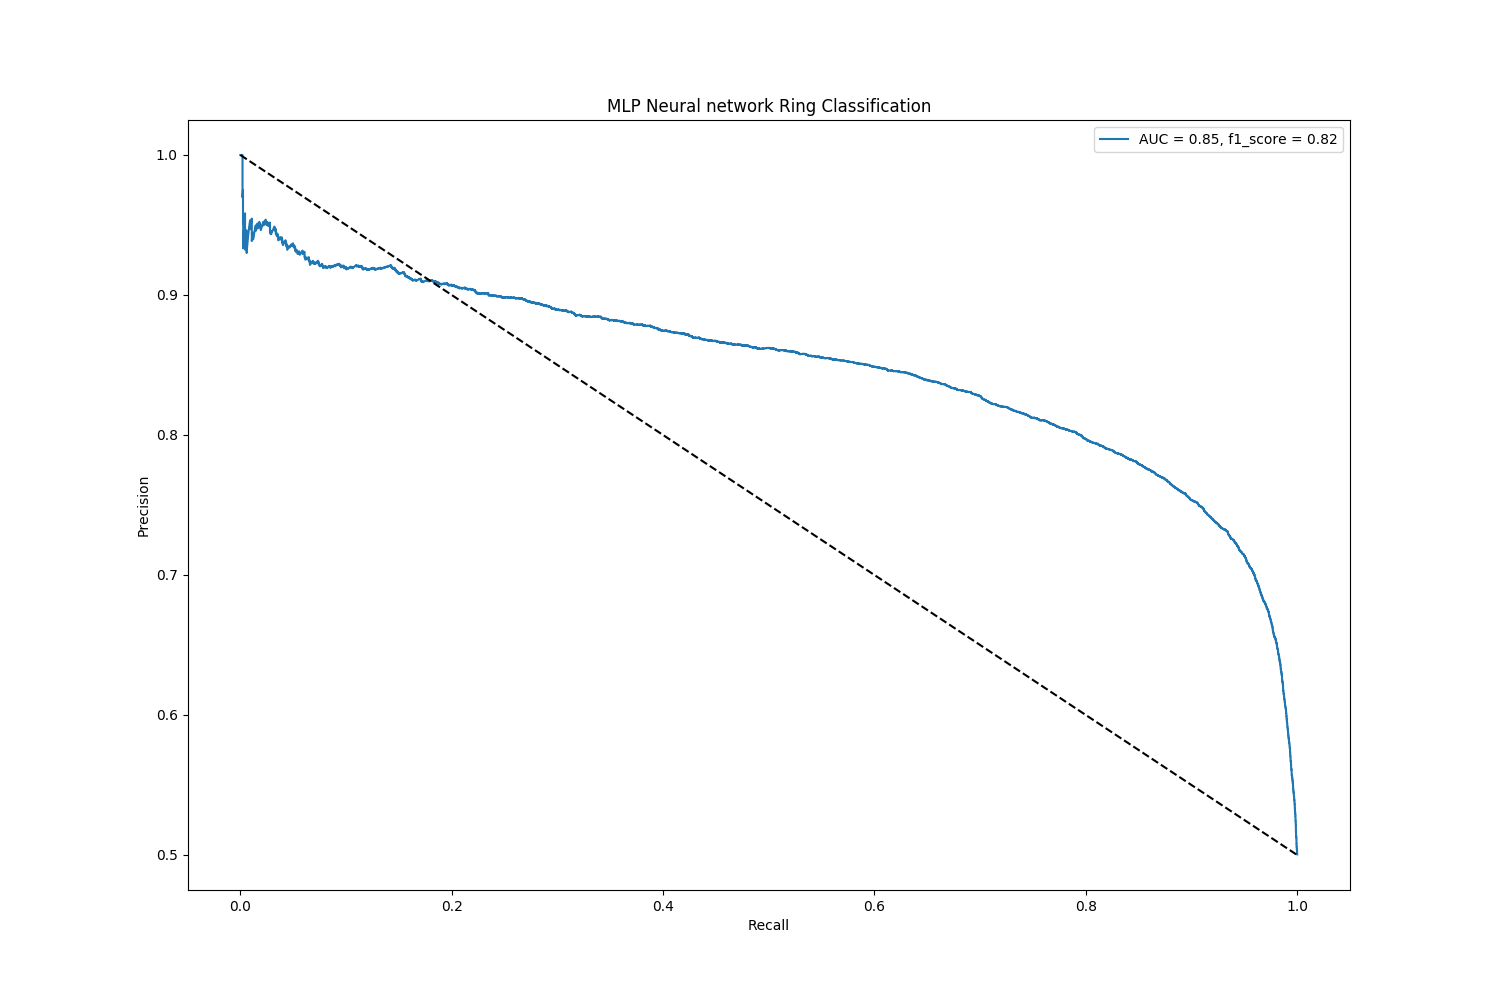 MLP Neural network Ring Classification
AUC = 0.85, f1_score = 0.82
1.0
0.9
0.8
0.7
0.6
0.5
Precision
0.0 0.2 0.4 0.6 0.8 1.0
Recall